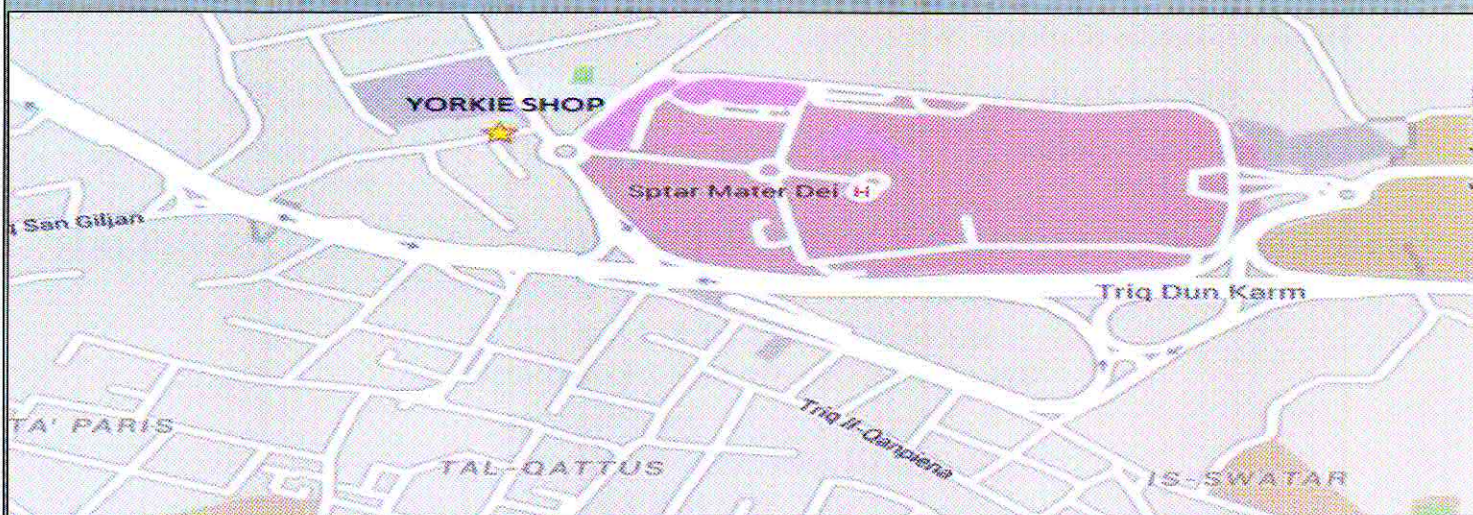 YORKIE SHOP
Sptar Mater Dei H
q San Giljan
Triq Dun Karm
Triq Il-Qanpiena
TA' PARIS
TAL-QATTUS
IS-SWATAR